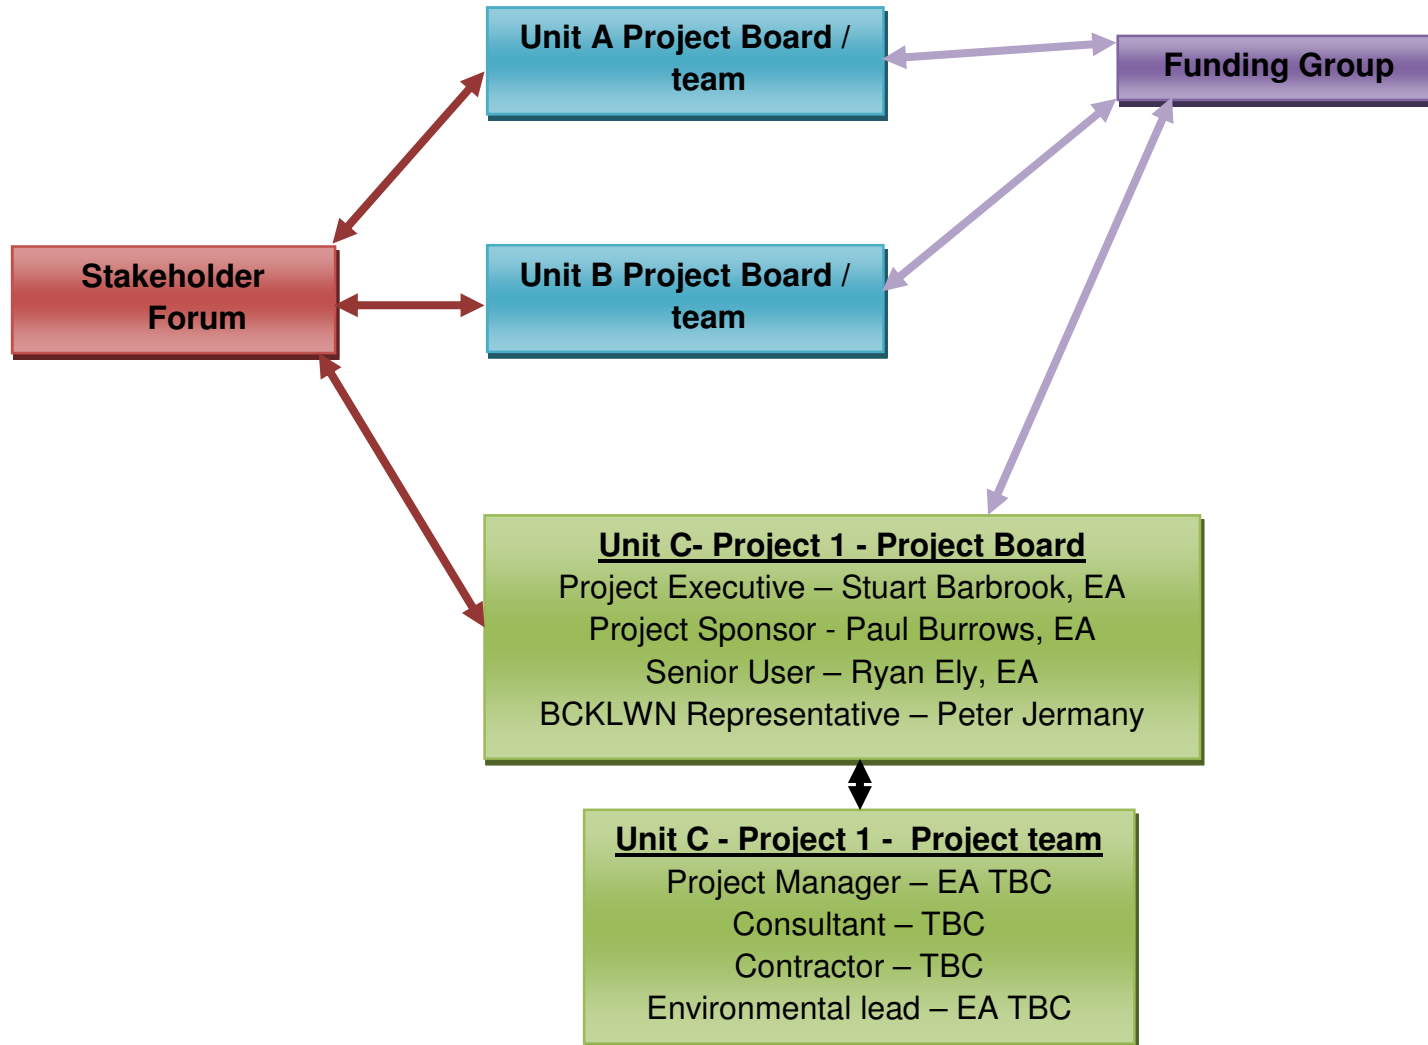 Unit A Project Board /
team
Funding Group
Stakeholder
Forum
Unit B Project Board /
team
Unit C- Project 1 - Project Board
Project Executive – Stuart Barbrook, EA
Project Sponsor - Paul Burrows, EA
Senior User – Ryan Ely, EA
BCKLWN Representative – Peter Jermany
Unit C - Project 1 -  Project team
Project Manager – EA TBC
Consultant – TBC
Contractor – TBC
Environmental lead – EA TBC